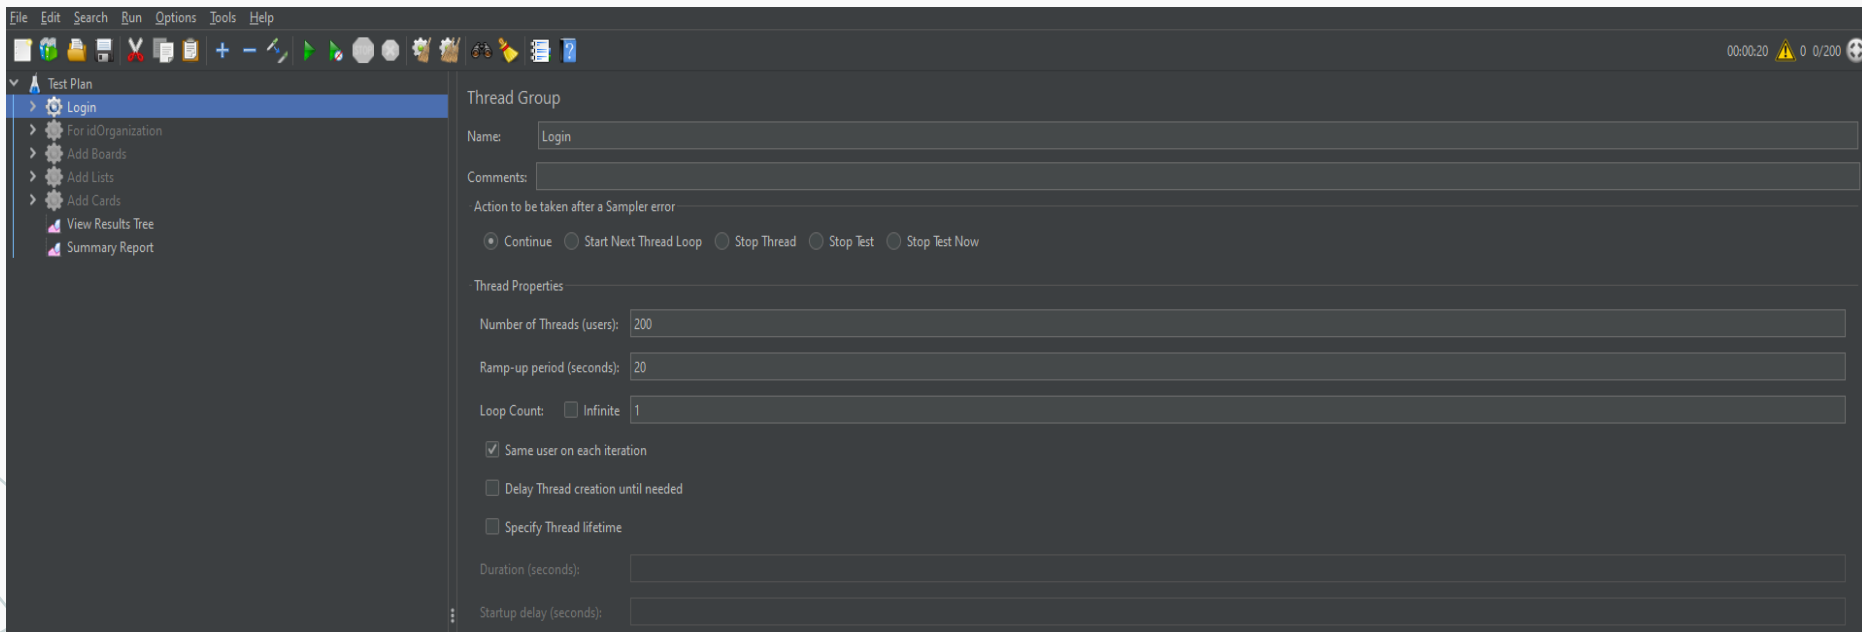 File Edit Search Run Options Tools Help
00:00:20 0 0/200
Test Plan
Login
For idOrganization
Add Boards
Add Lists
Add Cards
View Results Tree
Summary Report
Thread Group
Name: Login
Comments:
Action to be taken after a Sampler error
Continue Start Next Thread Loop Stop Thread Stop Test Stop Test Now
Thread Properties
Number of Threads (users): 200
Ramp-up period (seconds): 20
Loop Count: Infinite 1
Same user on each iteration
Delay Thread creation until needed
Specify Thread lifetime
Duration (seconds):
Startup delay (seconds):